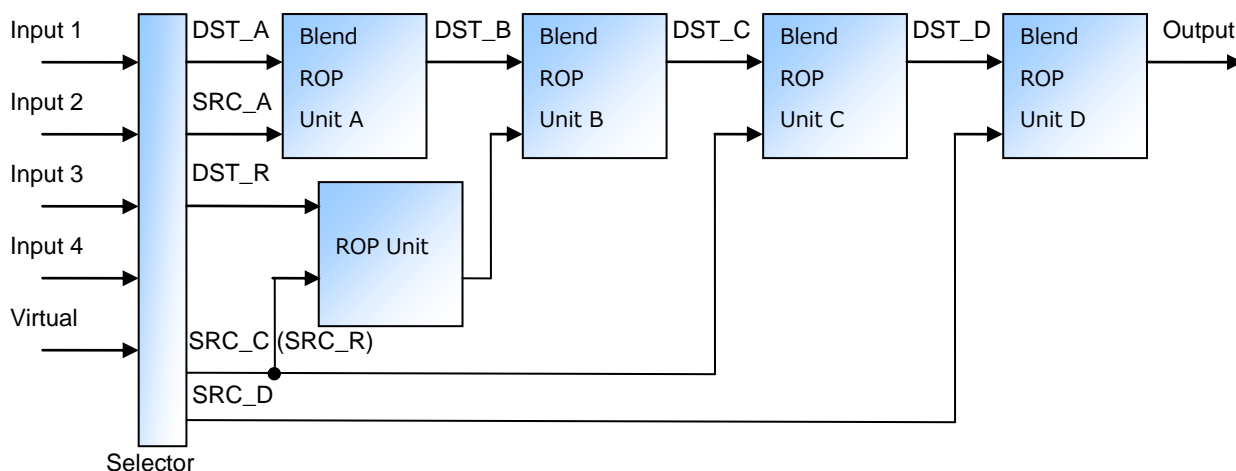 Input 1
DST_A
Blend
ROP
Unit A
DST_B
Blend
ROP
Unit B
DST_C
Blend
ROP
Unit C
DST_D
Blend
ROP
Unit D
Output
Input 2
SRC_A
Input 3
DST_R
Input 4
ROP Unit
Virtual
SRC_C (SRC_R)
SRC_D
Selector